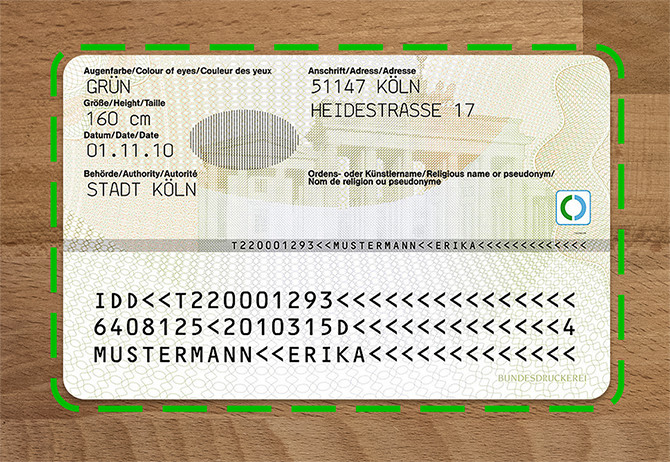 Augenfarbe/Colour of eyes/Couleur des yeux
GRÜN
Größe/Height/Taille
160 cm
Datum/Date/Date
01.11.10
Behörde/Authority/Autorité
STADT KÖLN
Anschrift/Adress/Adresse
51147 KÖLN
HEIDESTRASSE 17
Ordens- oder Künstlername/Religious name or pseudonym/
Nom de religion ou pseudonyme
T220001293<<MUSTERMANN<<ERIKA<<<<<<<<<<<<<
IDD<<T220001293<<<<<<<<<<<<<<<
6408125<2010315D<<<<<<<<<<<<<4
MUSTERMANN<<ERIKA<<<<<<<<<<<<<
BUNDESDRUCKEREI